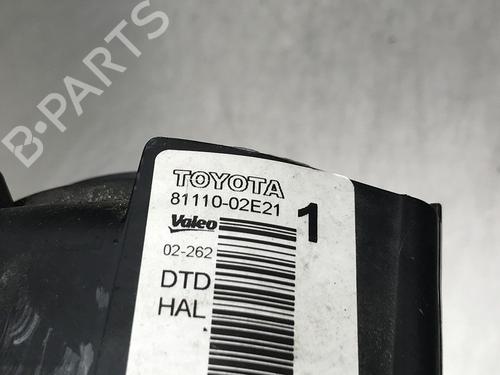 B-PARTS
TOYOTA
81110-02E21
1
Valeo
02-262
DTD
HAL